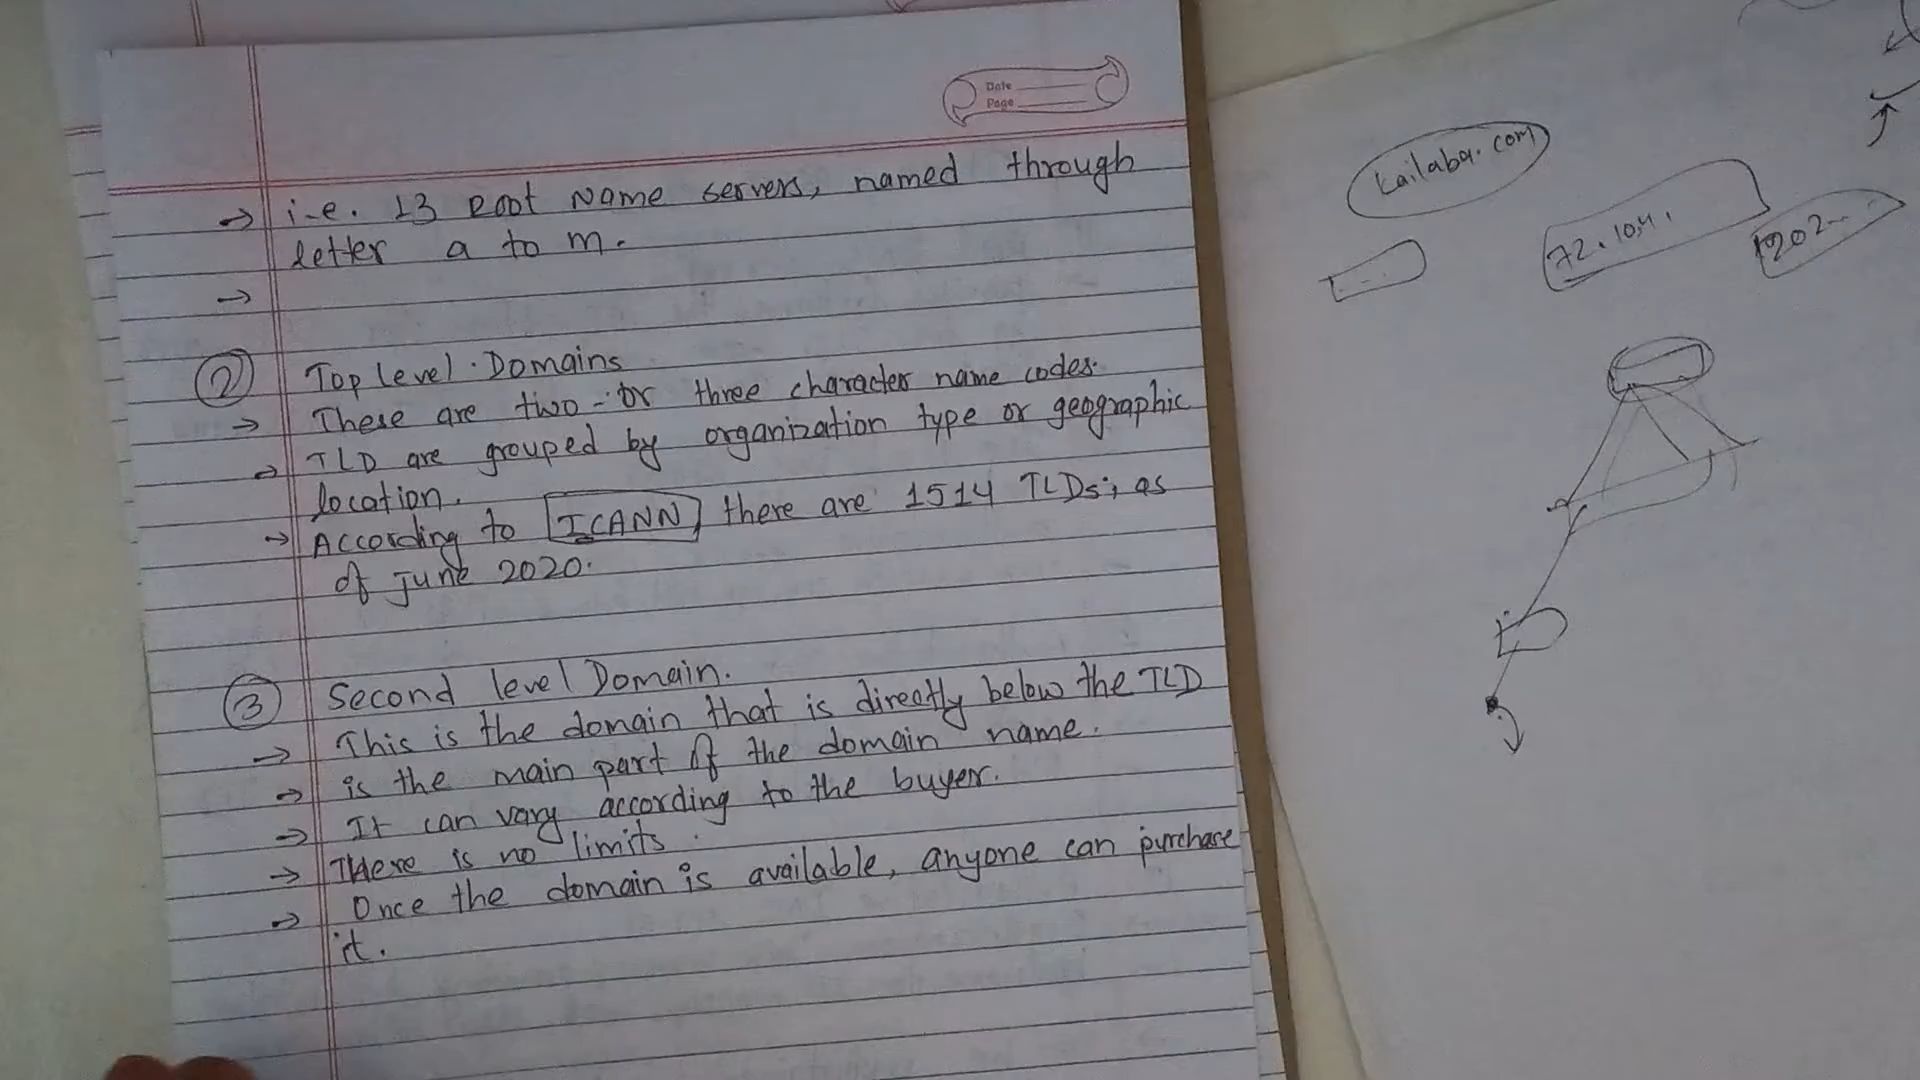 Date
Page
→ i.e. 13 Root Name servers, named through
letter a to m.
→
② Top level Domains
→ These are two or three character name codes.
→ TLD are grouped by organization type or geographic
location.
→ According to ICANN, there are 1514 TLDs, as
of june 2020.
③ Second level Domain.
→ This is the domain that is directly below the TLD
→ is the main part of the domain name.
→ It can vary according to the buyer.
→ There is no limits.
→ Once the domain is available, anyone can purchase
it.
kailaba.com
72.104.
202...